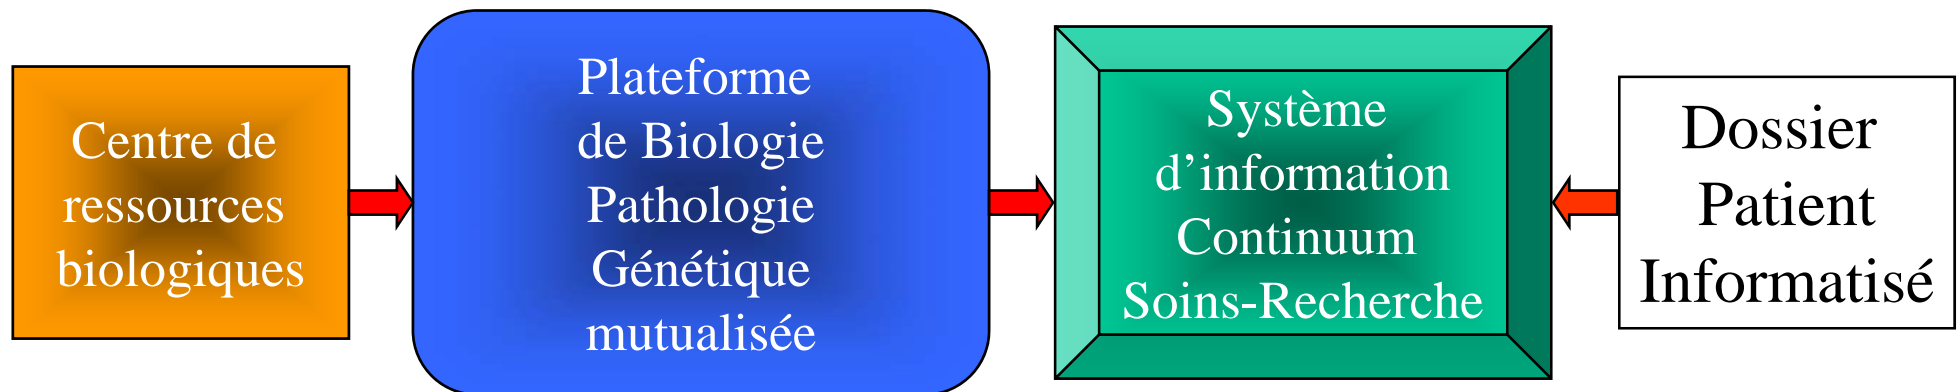 Centre de
ressources
biologiques
Plateforme
de Biologie
Pathologie
Génétique
mutualisée
Système
d’information
Continuum
Soins-Recherche
Dossier
Patient
Informatisé